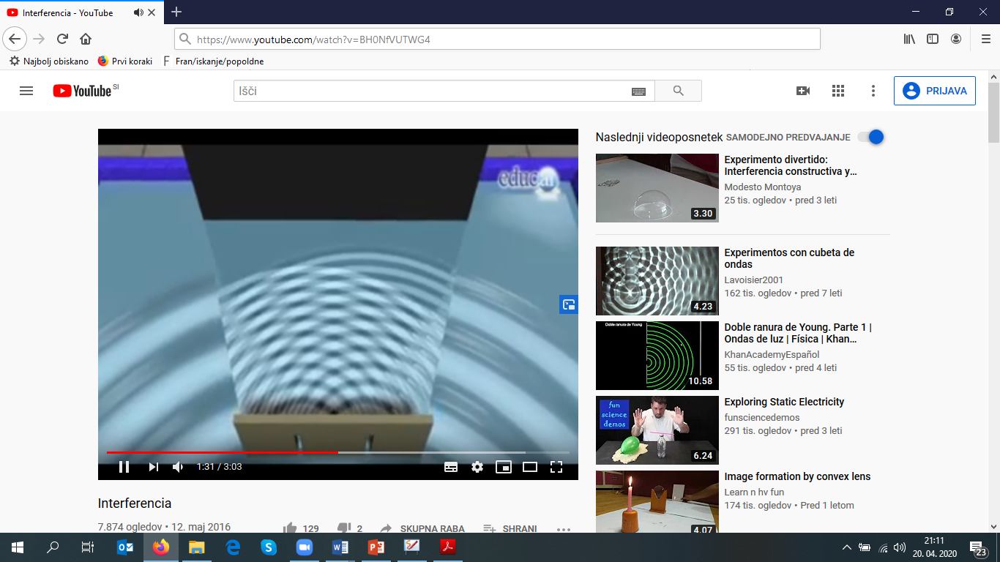 Interferencia - YouTube
https://www.youtube.com/watch?v=BH0NfVUTWG4
Najbolj obiskano
Prvi koraki
F Fran/iskanje/popoldne
YouTube SI
Išči
PRIJAVA
educ.ar
1:31 / 3:03
Interferencia
7.874 ogledov • 12. maj 2016
129
2
SKUPNA RABA
SHRANI
Naslednji videoposnetek
SAMODEJNO PREDVAJANJE
3.30
Experimento divertido:
Interferencia constructiva y...
Modesto Montoya
25 tis. ogledov • pred 3 leti
4.23
Experimentos con cubeta de
ondas
Lavoisier2001
162 tis. ogledov • pred 7 leti
Doble ranura de Young
10.58
Doble ranura de Young. Parte 1 |
Ondas de luz | Física | Khan...
KhanAcademyEspañol
55 tis. ogledov • pred 4 leti
fun
science
demos
6.24
Exploring Static Electricity
funsciencedemos
291 tis. ogledov • pred 3 leti
4.07
Image formation by convex lens
Learn n hv fun
174 tis. ogledov • Pred 1 letom
21:11
20. 04. 2020
23